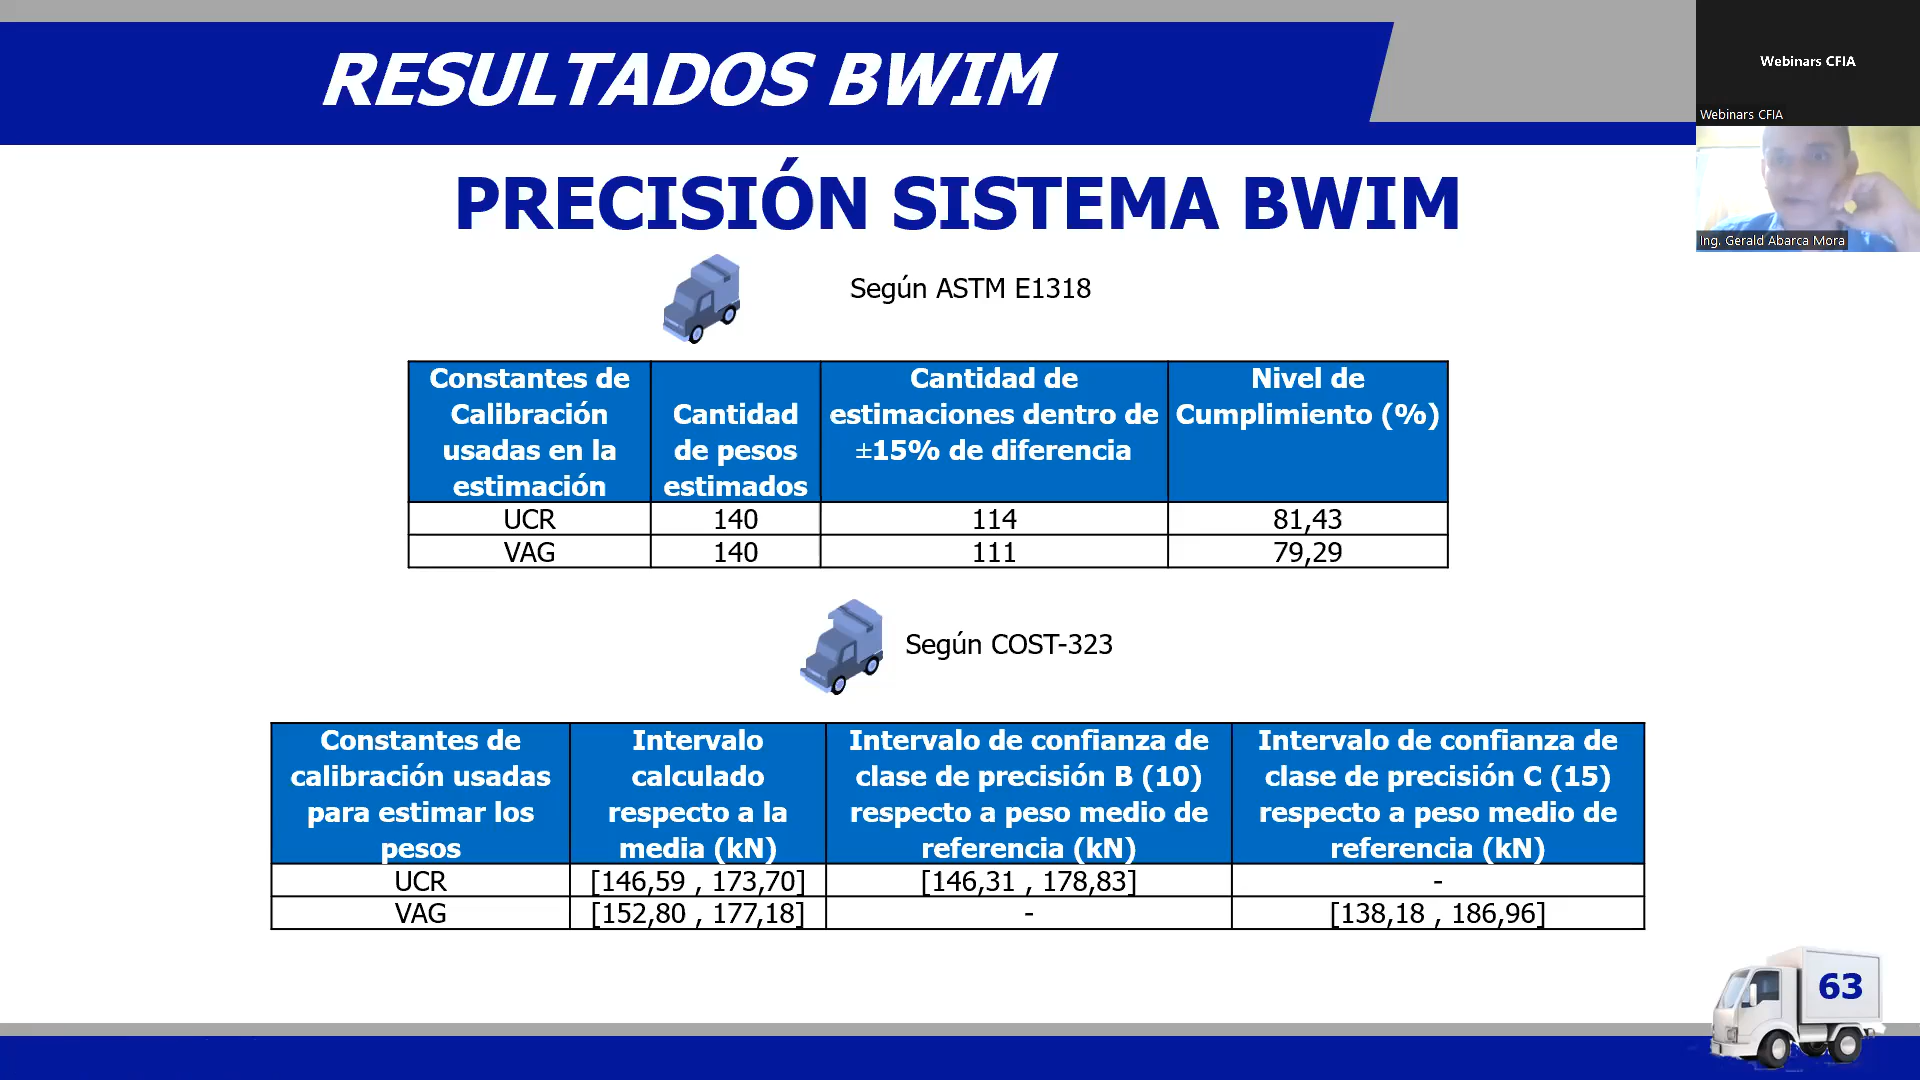 RESULTADOS BWIM
Webinars CFIA
Webinars CFIA
Ing. Gerald Abarca Mora
PRECISIÓN SISTEMA BWIM
Según ASTM E1318
Constantes de
Calibración
usadas en la
estimación
Cantidad
de pesos
estimados
Cantidad de
estimaciones dentro de
±15% de diferencia
Nivel de
Cumplimiento (%)
UCR 140 114 81,43
VAG 140 111 79,29
Según COST-323
Constantes de
calibración usadas
para estimar los
pesos
Intervalo
calculado
respecto a la
media (kN)
Intervalo de confianza de
clase de precisión B (10)
respecto a peso medio de
referencia (kN)
Intervalo de confianza de
clase de precisión C (15)
respecto a peso medio de
referencia (kN)
UCR [146,59 , 173,70] [146,31 , 178,83] -
VAG [152,80 , 177,18] - [138,18 , 186,96]
63